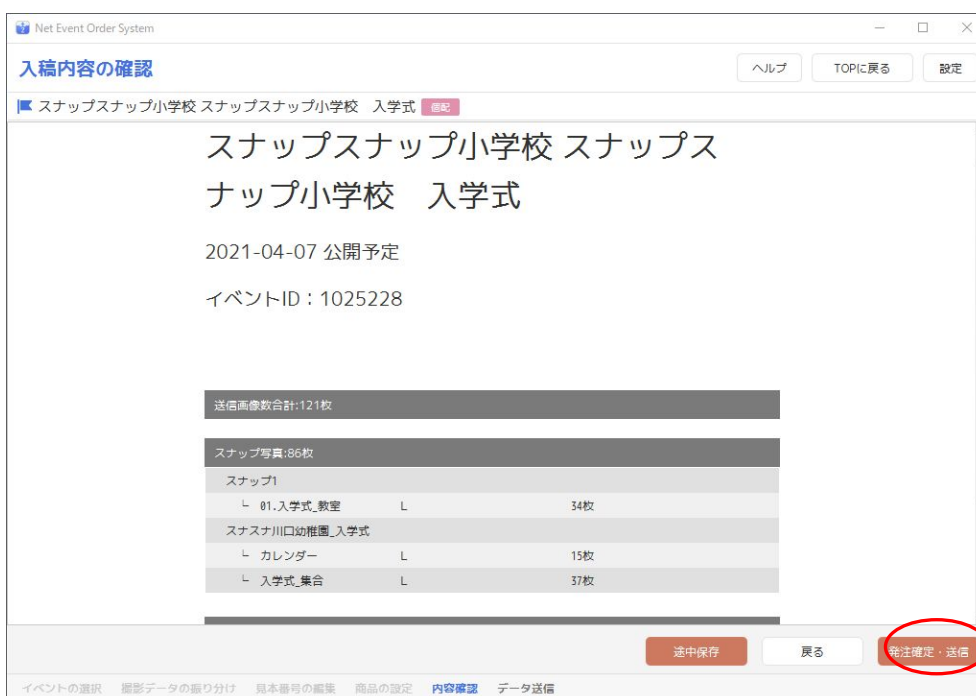 Net Event Order System
入稿内容の確認
ヘルプ
TOPに戻る
設定
スナップスナップ小学校 スナップスナップ小学校　入学式 個配
スナップスナップ小学校 スナップス
ナップ小学校　入学式
2021-04-07 公開予定
イベントID：1025228
送信画像数合計:121枚
スナップ写真:86枚
スナップ1
└ 01.入学式_教室 L 34枚
スナスナ川口幼稚園_入学式
└ カレンダー L 15枚
└ 入学式_集合 L 37枚
途中保存
戻る
発注確定・送信
イベントの選択 撮影データの振り分け 見本番号の編集 商品の設定 内容確認 データ送信